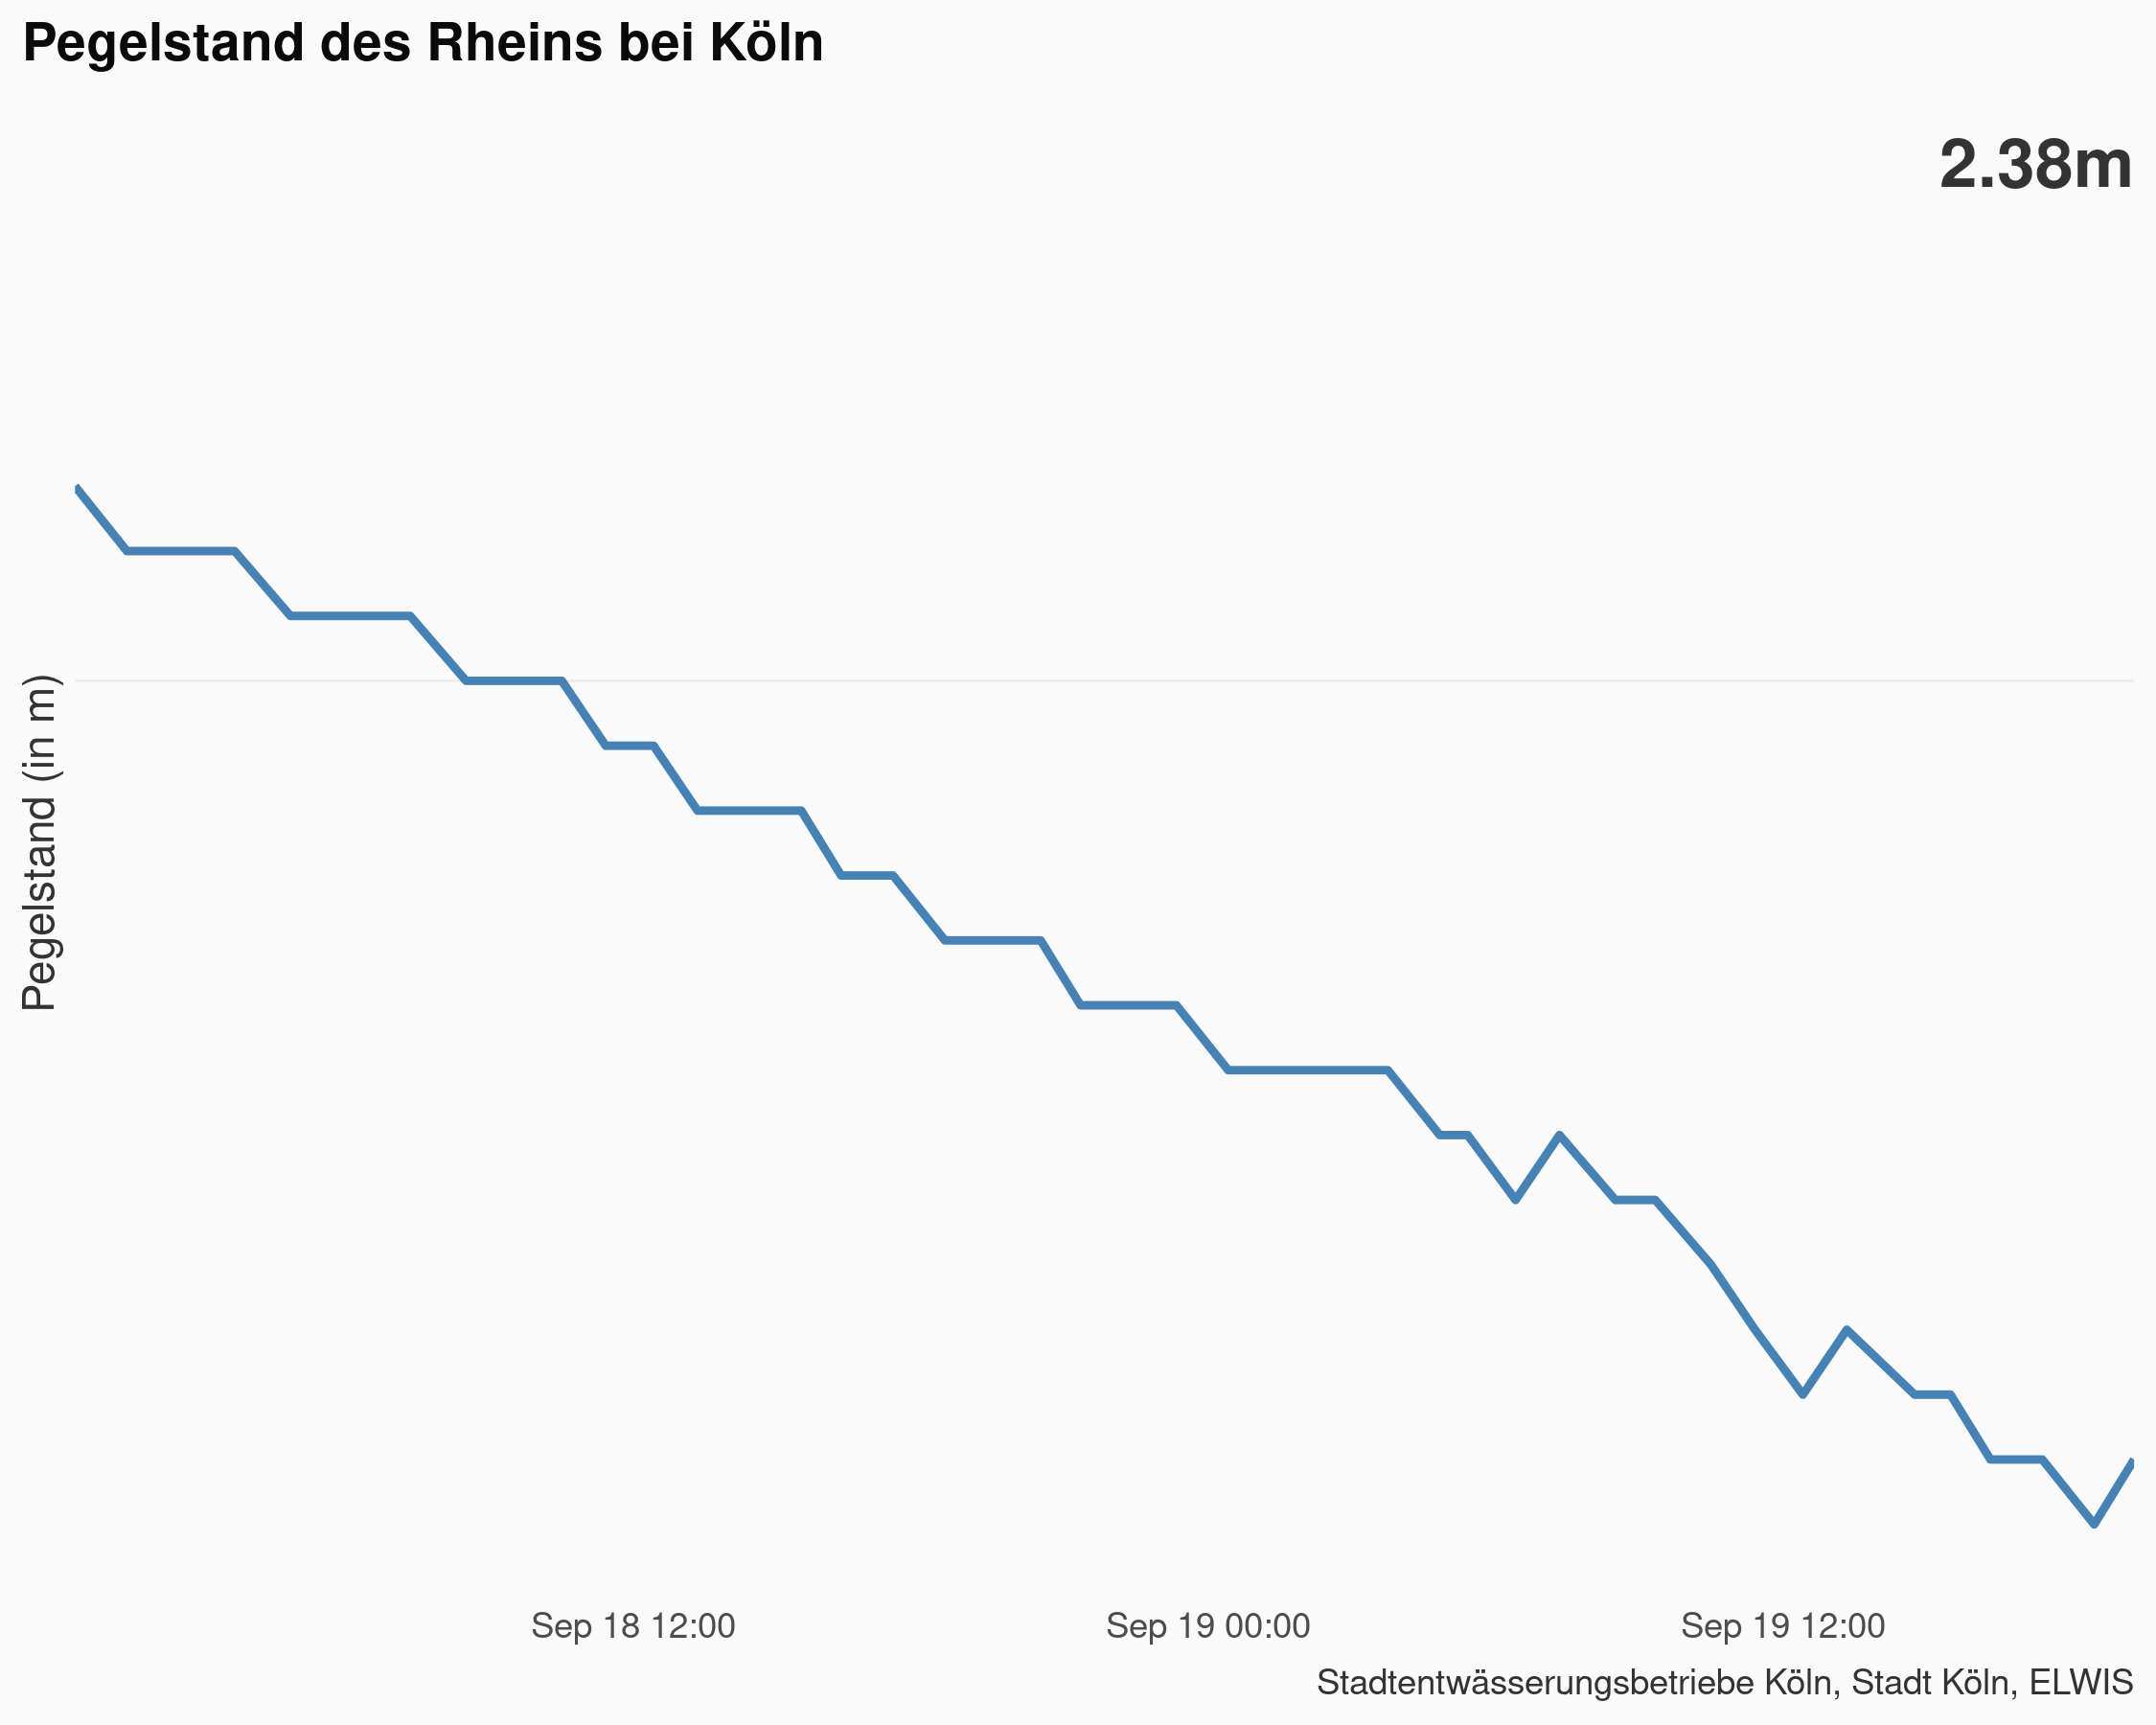 Pegelstand des Rheins bei Köln
2.38m
Pegelstand (in m)
Sep 18 12:00
Sep 19 00:00
Sep 19 12:00
Stadtentwässerungsbetriebe Köln, Stadt Köln, ELWIS